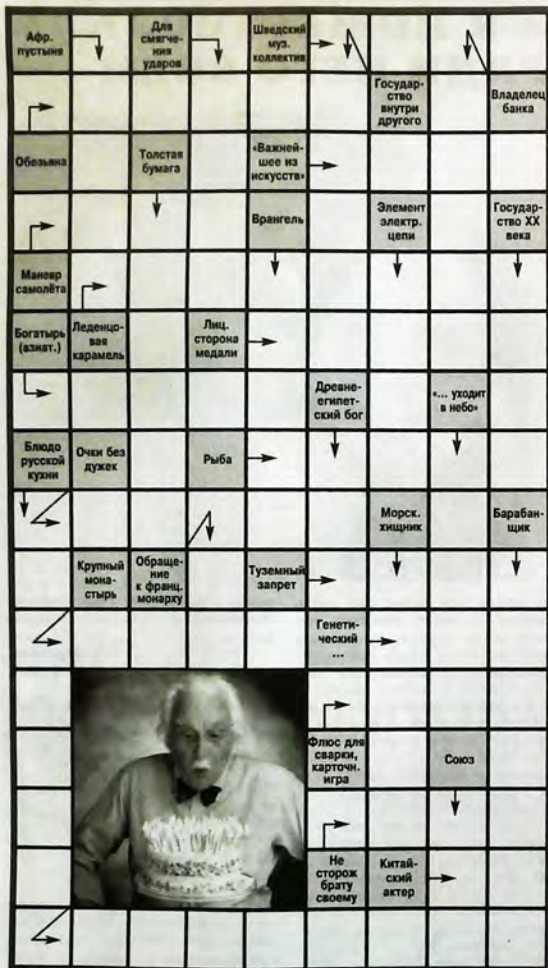 Афр.
пустыня
Для
смягче-
ния
ударов
Шведский
муз.
коллектив
Государ-
ство
внутри
другого
Владелец
банка
Обезьяна
Толстая
бумага
«Важней-
шее из
искусств»
Врангель
Элемент
электр.
цепи
Государ-
ство XX
века
Маневр
самолёта
Богатырь
(азиат.)
Леденцо-
вая
карамель
Лиц.
сторона
медали
Древне-
египет-
ский бог
«... уходит
в небо»
Блюдо
русской
кухни
Очки без
дужек
Рыба
Морск.
хищник
Барабан-
щик
Крупный
мона-
стырь
Обраще-
ние
к франц.
монарху
Туземный
запрет
Генети-
ческий
...
Флюс для
сварки,
карточн.
игра
Союз
Не
сторож
брату
своему
Китай-
ский
актер